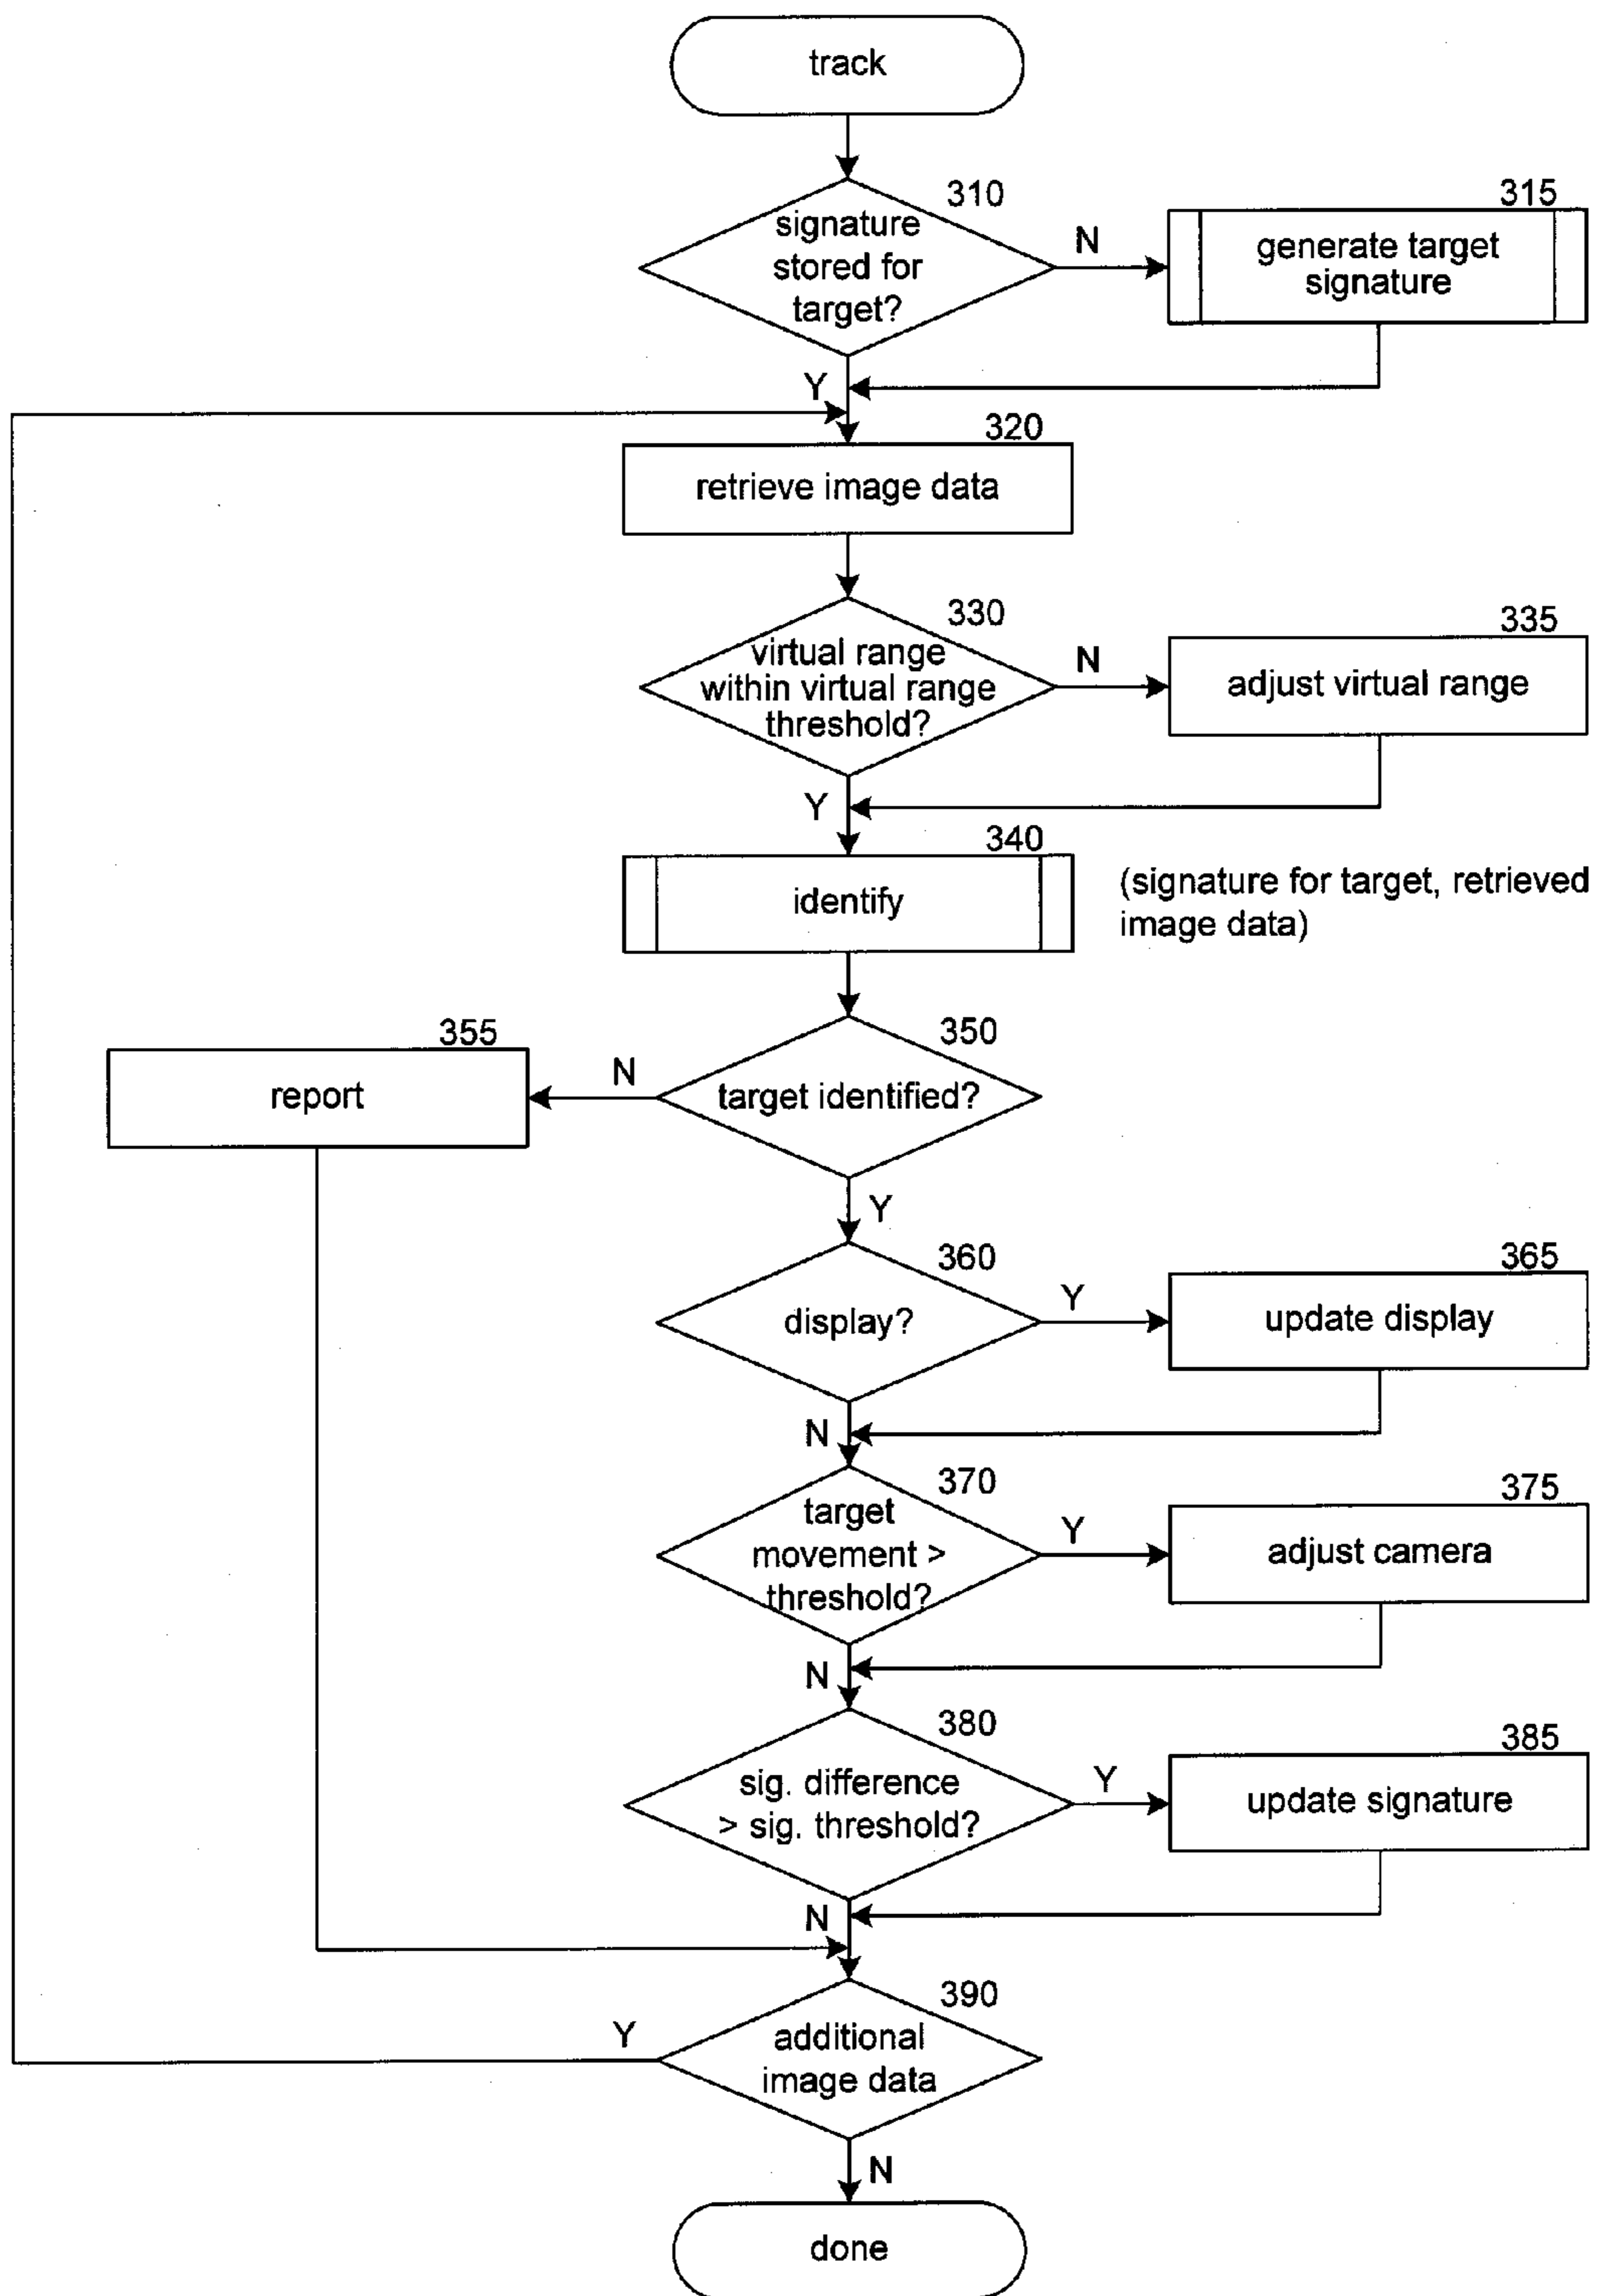 track
310
signature
stored for
target?
N
315
generate target
signature
Y
320
retrieve image data
330
virtual range
within virtual range
threshold?
N
335
adjust virtual range
Y
340
identify
(signature for target, retrieved
image data)
350
target identified?
N
355
report
Y
360
display?
Y
365
update display
N
370
target
movement >
threshold?
Y
375
adjust camera
N
380
sig. difference
> sig. threshold?
Y
385
update signature
N
390
additional
image data
Y
N
done